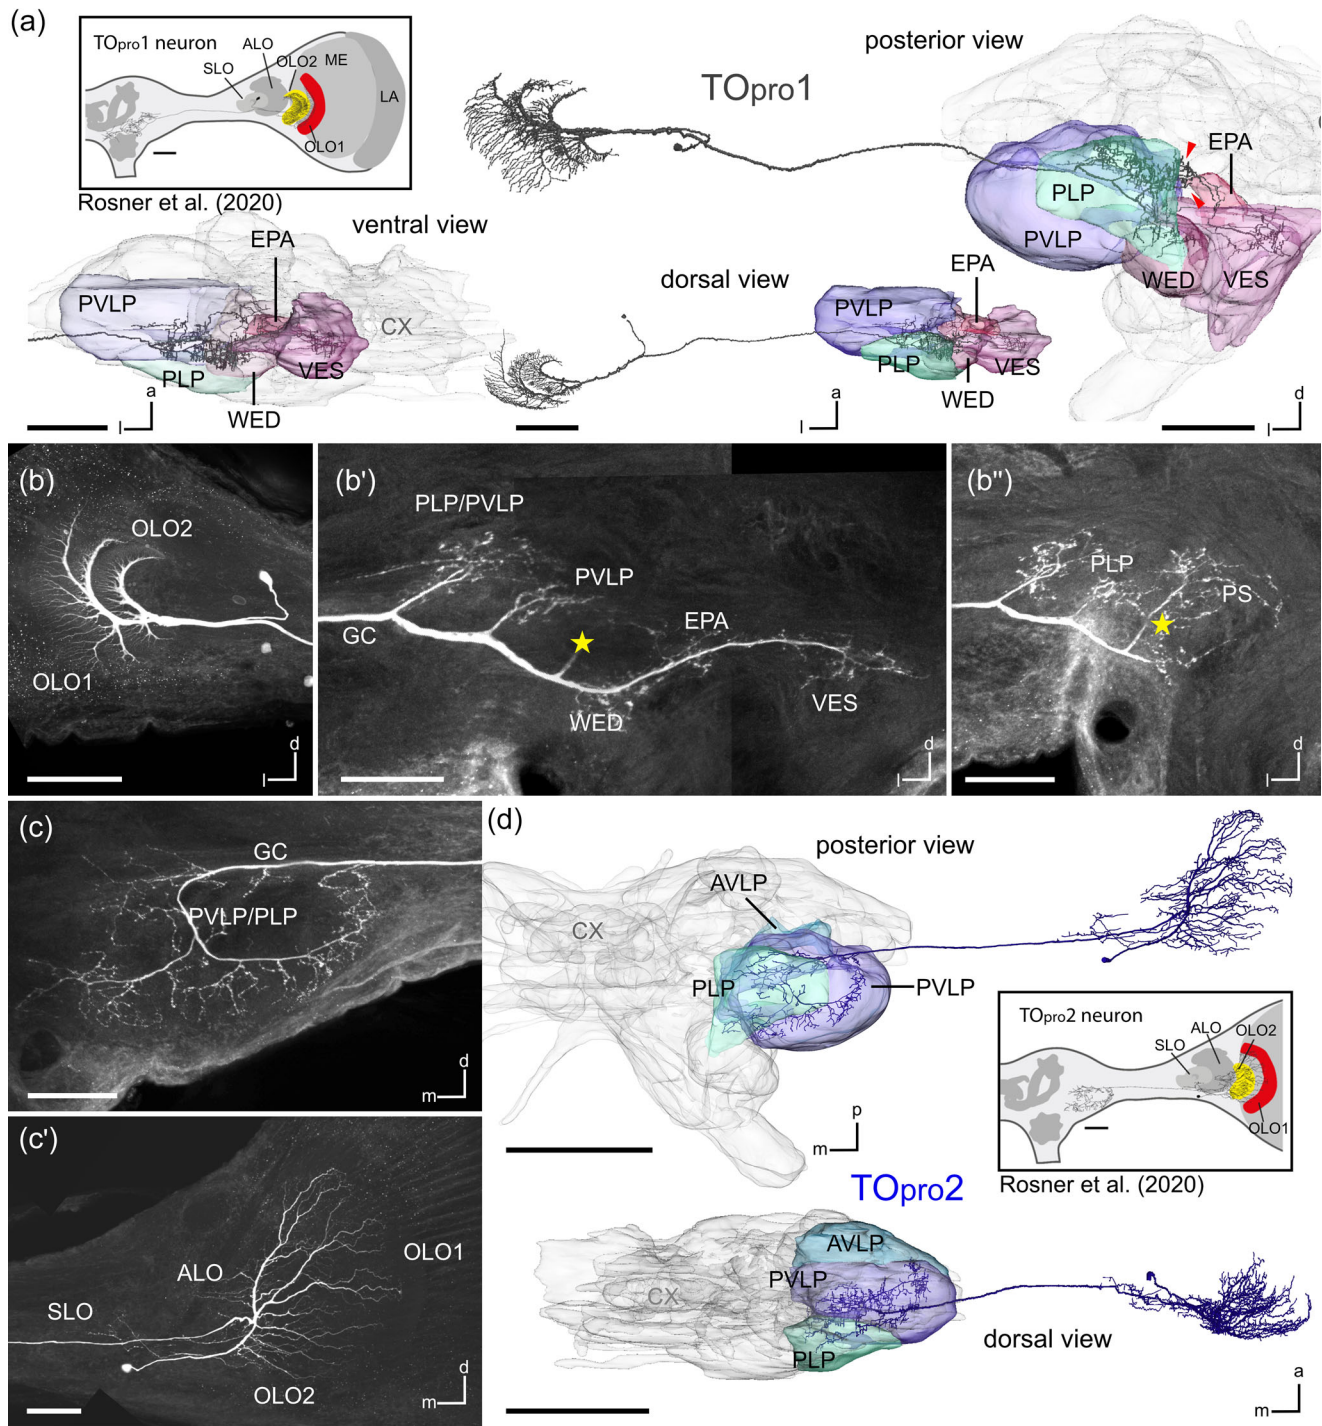 (a)
TOpro1 neuron
ALO
SLO
OLO2
ME
LA
OLO1
Rosner et al. (2020)
ventral view
EPA
PVLP
CX
PLP
VES
WED
a
l
posterior view
TOpro1
EPA
PLP
PVLP
WED
VES
d
l
dorsal view
EPA
PVLP
PLP
VES
WED
a
l
(b)
OLO2
OLO1
d
l
(b')
PLP/PVLP
PVLP
GC
EPA
WED
VES
d
l
(b'')
PLP
PS
d
l
(c)
GC
PVLP/PLP
d
m
(c')
ALO
OLO1
SLO
OLO2
d
m
(d)
posterior view
AVLP
CX
PLP
PVLP
p
m
TOpro2 neuron
ALO
OLO2
SLO
OLO1
Rosner et al. (2020)
TOpro2
AVLP
PVLP
CX
PLP
dorsal view
a
m